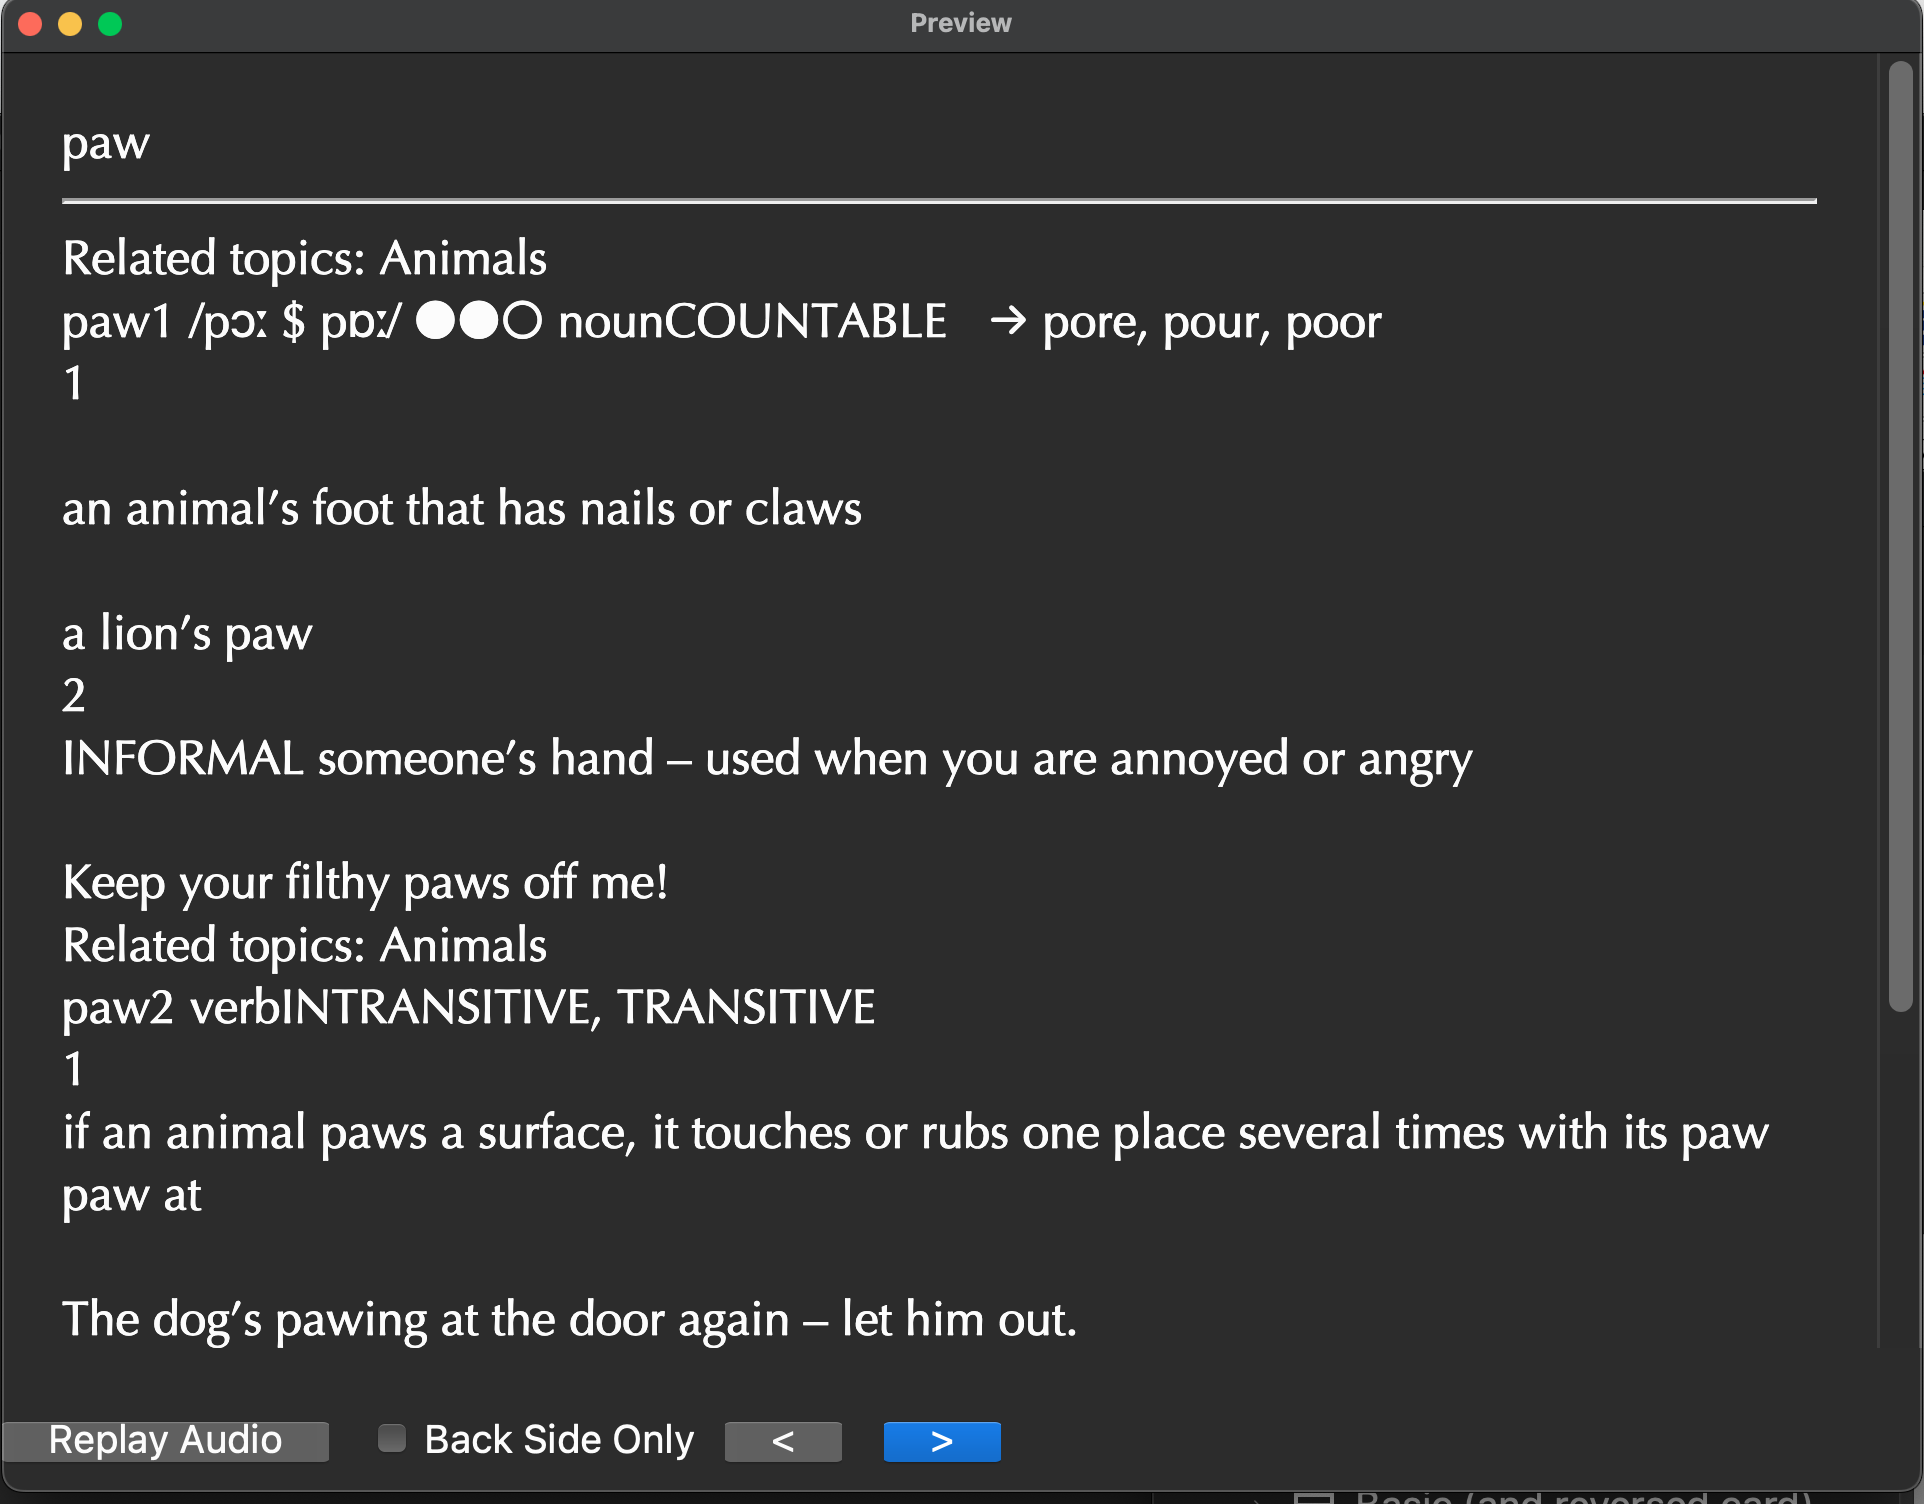 Preview
paw
Related topics: Animals
paw1 /pɔː $ pɒː/ ●●○ nounCOUNTABLE → pore, pour, poor
1
an animal’s foot that has nails or claws
a lion’s paw
2
INFORMAL someone’s hand – used when you are annoyed or angry
Keep your filthy paws off me!
Related topics: Animals
paw2 verbINTRANSITIVE, TRANSITIVE
1
if an animal paws a surface, it touches or rubs one place several times with its paw
paw at
The dog’s pawing at the door again – let him out.
Replay Audio Back Side Only < >
Basic (and reversed card)